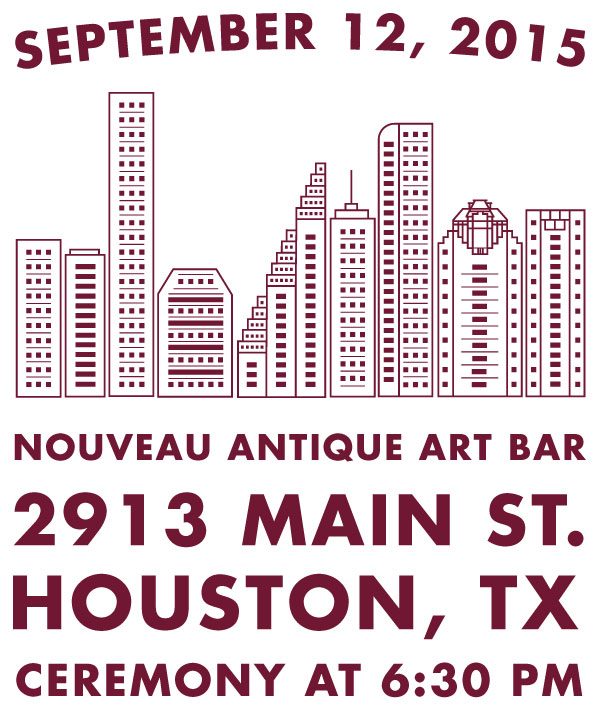 SEPTEMBER 12, 2015
NOUVEAU ANTIQUE ART BAR
2913 MAIN ST.
HOUSTON, TX
CEREMONY AT 6:30 PM